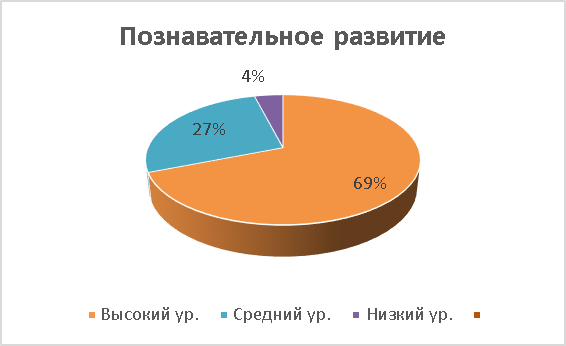 Познавательное развитие
4%
27%
69%
Высокий ур. Средний ур. Низкий ур.